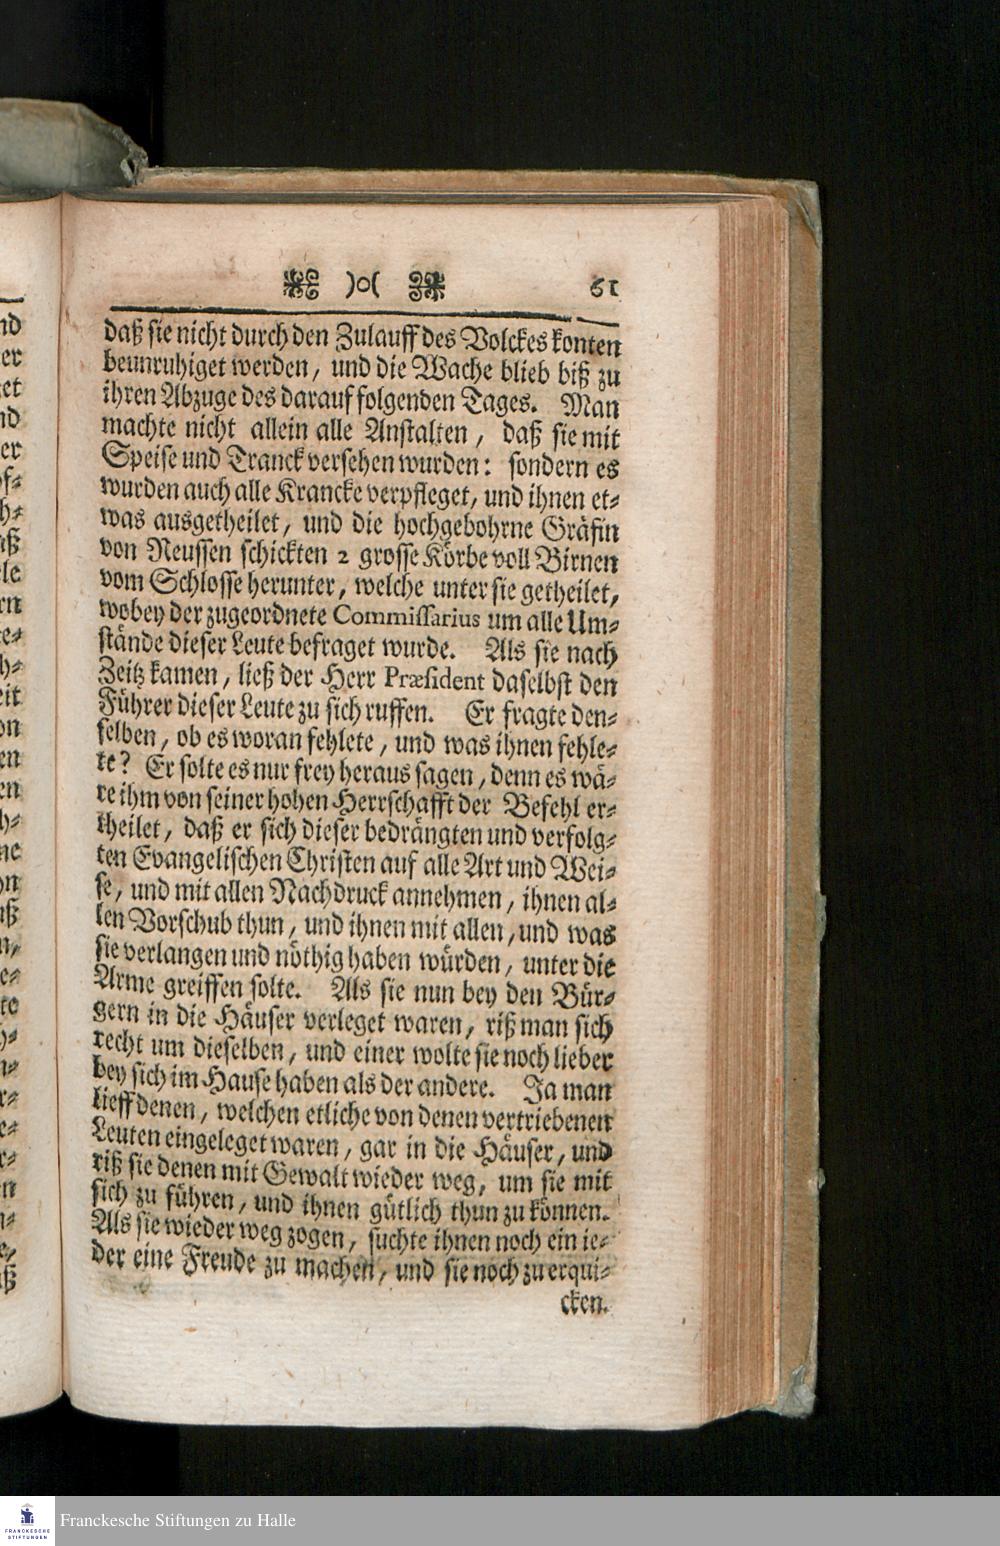 )o( 61
daß sie nicht durch den Zulauff des Volckes konten
beunruhiget werden, und die Wache blieb biß zu
ihren Abzuge des darauf folgenden Tages. Man
machte nicht allein alle Anstalten, daß sie mit
Speise und Tranck versehen wurden: sondern es
wurden auch alle Krancke verpfleget, und ihnen et-
was ausgetheilet, und die hochgebohrne Gräfin
von Reussen schickten 2 grosse Körbe voll Birnen
vom Schlosse herunter, welche unter sie getheilet,
wobey der zugeordnete Commissarius um alle Um-
stände dieser Leute befraget wurde. Als sie nach
Zeitz kamen, ließ der Herr Præsident daselbst den
Führer dieser Leute zu sich ruffen. Er fragte den-
selben, ob es woran fehlete, und was ihnen fehle-
te? Er solte es nur frey heraus sagen, denn es wä-
re ihm von seiner hohen Herrschafft der Befehl er-
theilet, daß er sich dieser bedrängten und verfolg-
ten Evangelischen Christen auf alle Art und Wei-
se, und mit allen Nachdruck annehmen, ihnen al-
len Vorschub thun, und ihnen mit allen, und was
sie verlangen und nöthig haben würden, unter die
Arme greiffen solte. Als sie nun bey den Bür-
gern in die Häuser verleget waren, riß man sich
recht um dieselben, und einer wolte sie noch lieber
bey sich im Hause haben als der andere. Ja man
lieff denen, welchen etliche von denen vertriebenen
Leuten eingeleget waren, gar in die Häuser, und
riß sie denen mit Gewalt wieder weg, um sie mit
sich zu führen, und ihnen gütlich thun zu können.
Als sie wieder weg zogen, suchte ihnen noch ein ie-
der eine Freude zu machen, und sie noch zu erqui-
cken.
FRANCKESCHE
STIFTUNGEN
Franckesche Stiftungen zu Halle